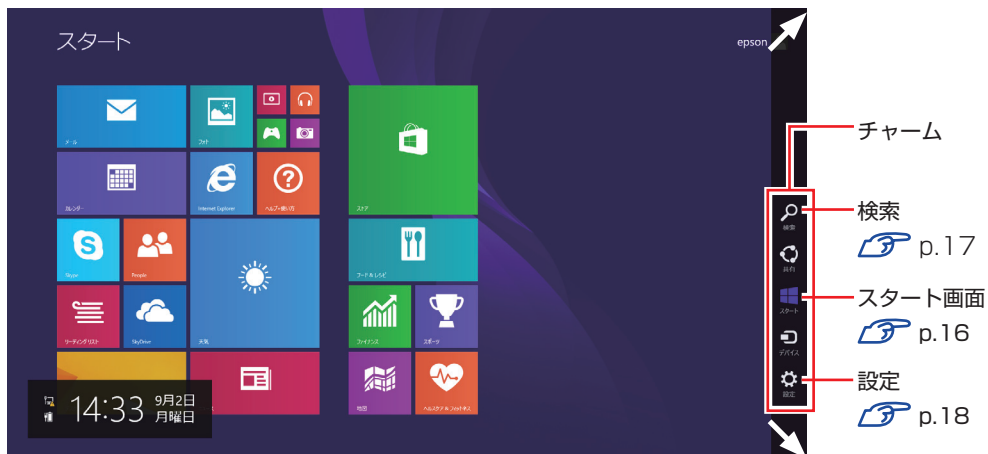 スタート
epson
メール
フォト
カレンダー
Internet Explorer
ヘルプ+使い方
ストア
Skype
People
フード&レシピ
リーディングリスト
SkyDrive
天気
ファイナンス
スポーツ
地図
ヘルスケア&フィットネス
14:33
9月2日
月曜日
検索
共有
スタート
デバイス
設定
チャーム
検索
p.17
スタート画面
p.16
設定
p.18